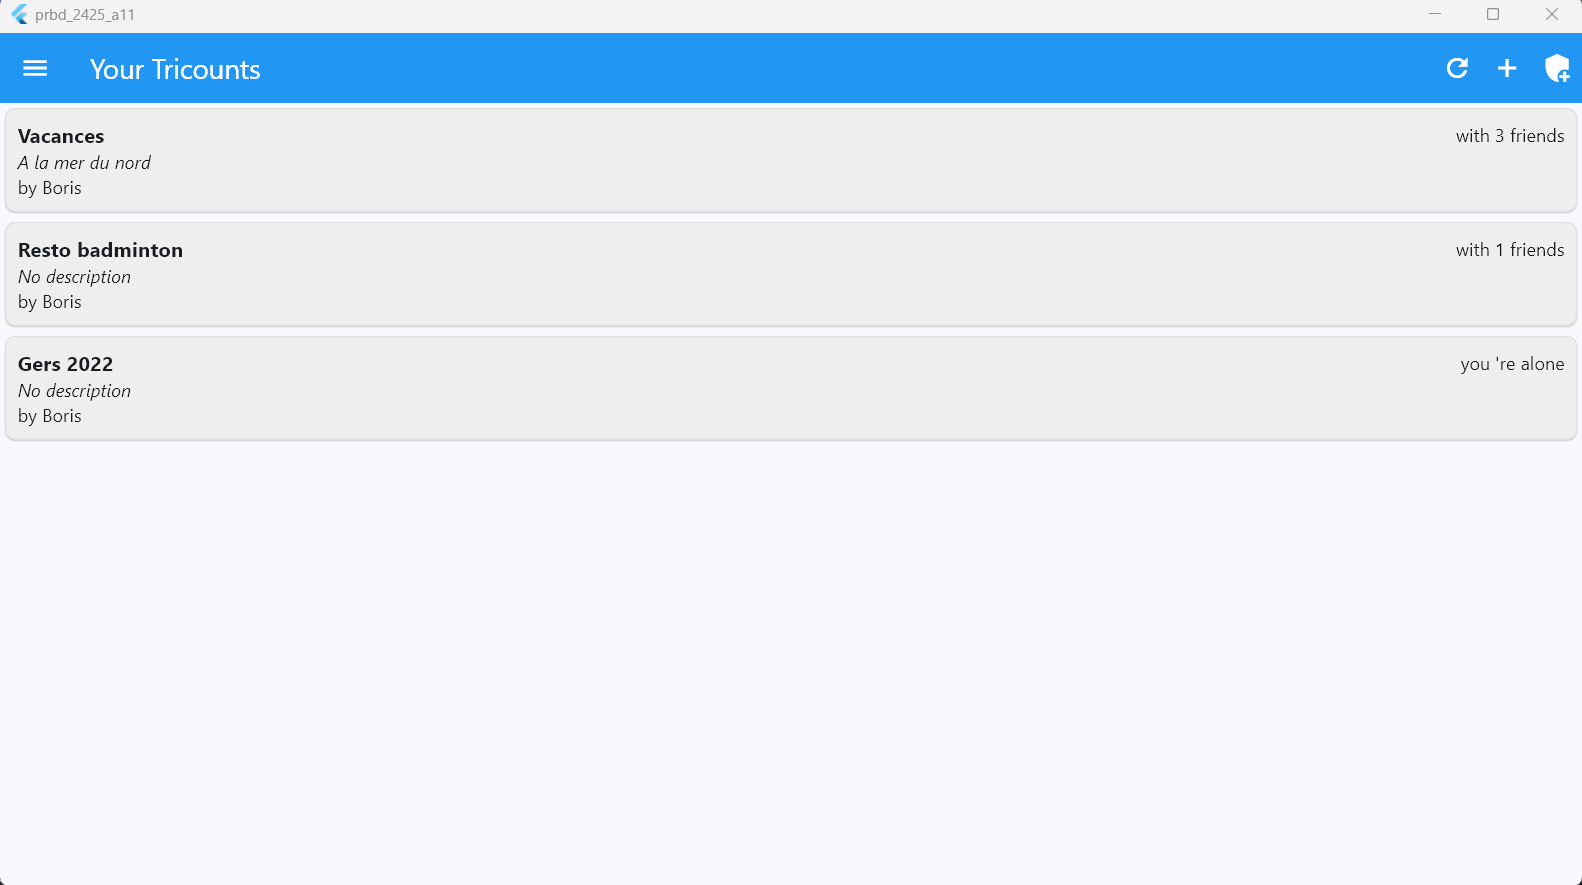 prbd_2425_a11
Your Tricounts
Vacances
with 3 friends
A la mer du nord
by Boris
Resto badminton
with 1 friends
No description
by Boris
Gers 2022
you 're alone
No description
by Boris